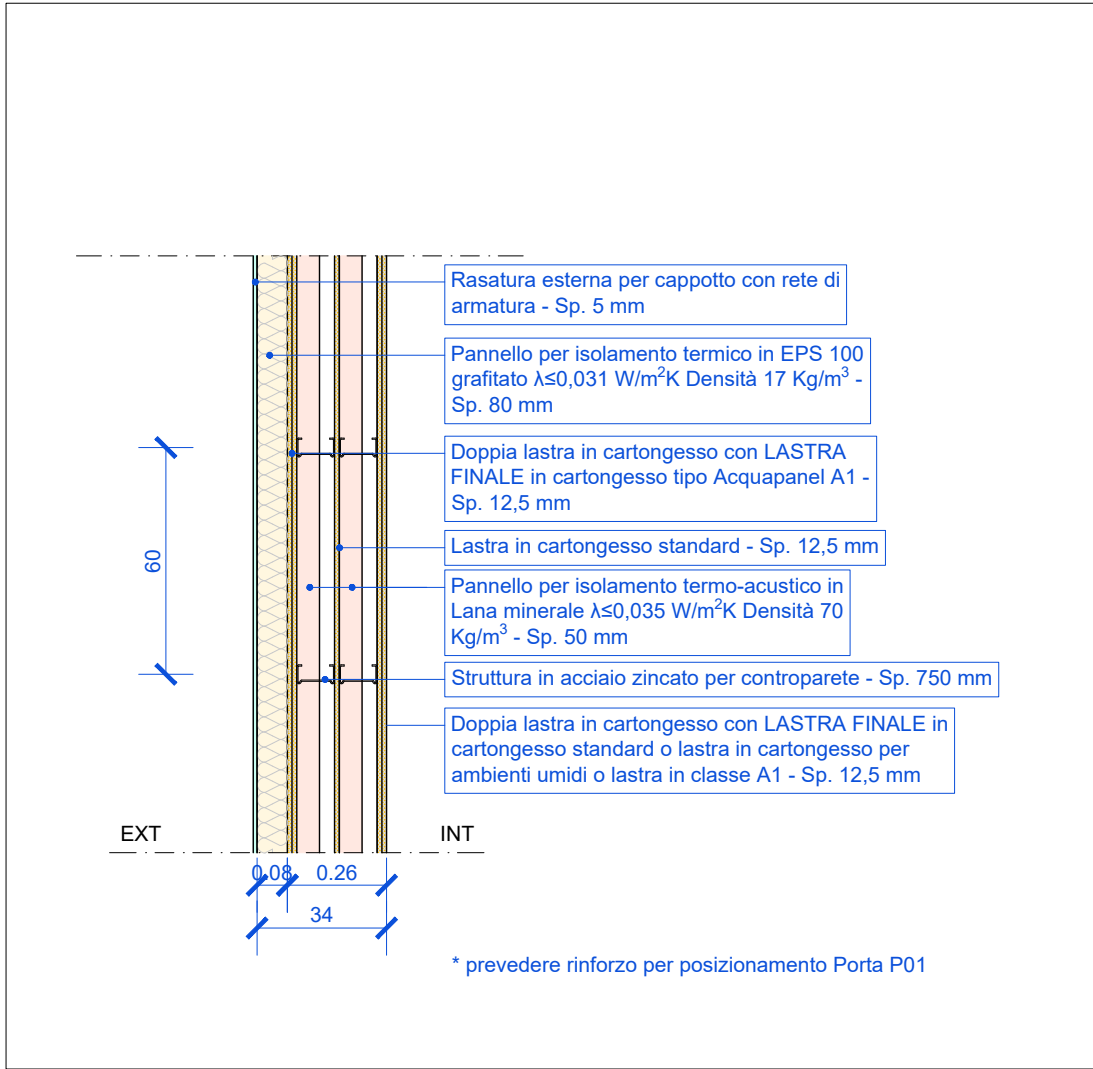 Rasatura esterna per cappotto con rete di
armatura - Sp. 5 mm
Pannello per isolamento termico in EPS 100
grafitato λ≤0,031 W/m²K Densità 17 Kg/m³ -
Sp. 80 mm
Doppia lastra in cartongesso con LASTRA
FINALE in cartongesso tipo Acquapanel A1 -
Sp. 12,5 mm
Lastra in cartongesso standard - Sp. 12,5 mm
60
Pannello per isolamento termo-acustico in
Lana minerale λ≤0,035 W/m²K Densità 70
Kg/m³ - Sp. 50 mm
Struttura in acciaio zincato per controparete - Sp. 750 mm
Doppia lastra in cartongesso con LASTRA FINALE in
cartongesso standard o lastra in cartongesso per
ambienti umidi o lastra in classe A1 - Sp. 12,5 mm
EXT INT
0.08 0.26
34
* prevedere rinforzo per posizionamento Porta P01